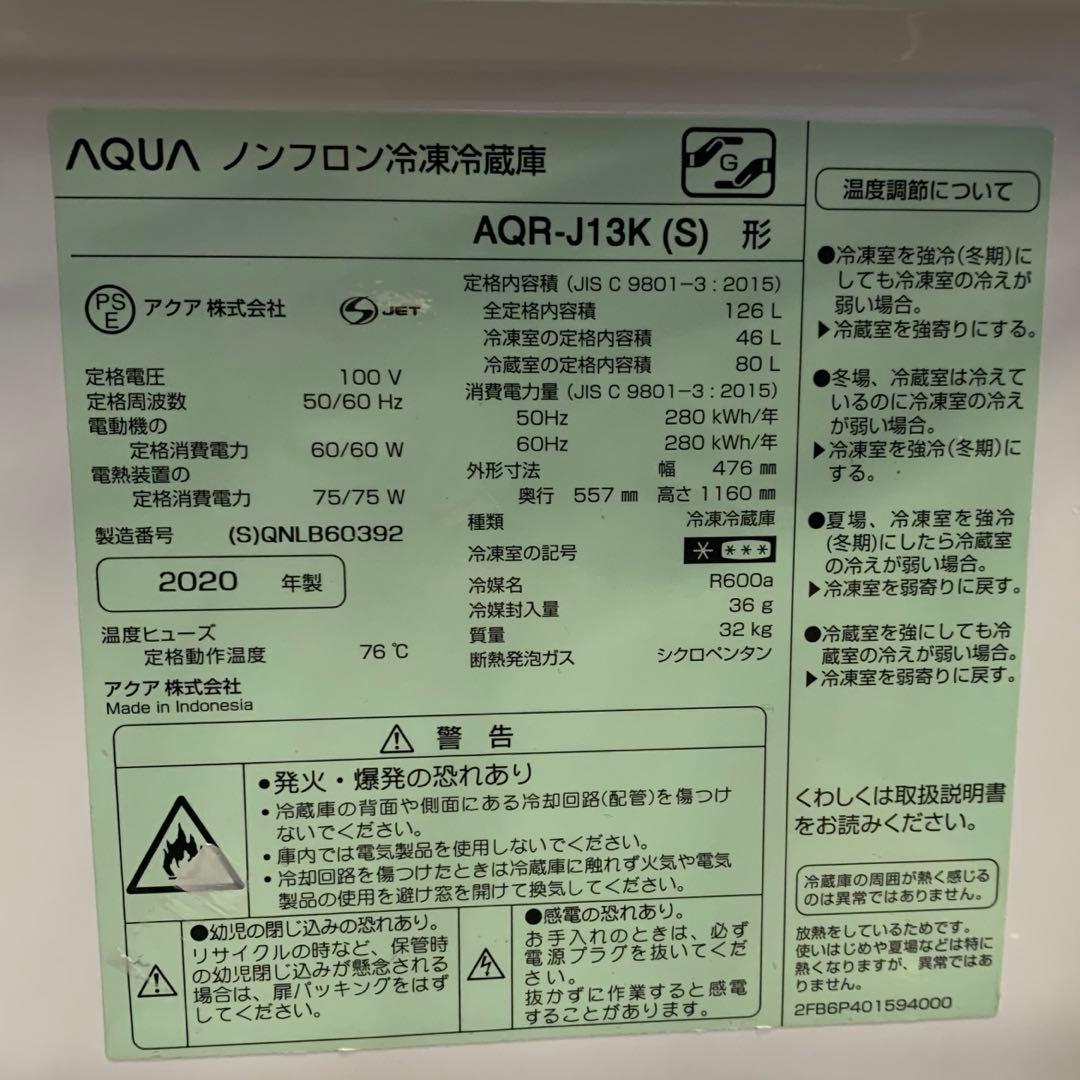 AQUA ノンフロン冷凍冷蔵庫
G
AQR-J13K (S) 形
PS
E
アクア 株式会社
S JET
定格電圧 100 V
定格周波数 50/60 Hz
電動機の
定格消費電力 60/60 W
電熱装置の
定格消費電力 75/75 W
製造番号 (S)QNLB60392
2020 年製
温度ヒューズ
定格動作温度 76 ℃
アクア 株式会社
Made in Indonesia
定格内容積 (JIS C 9801-3 : 2015)
全定格内容積 126 L
冷凍室の定格内容積 46 L
冷蔵室の定格内容積 80 L
消費電力量 (JIS C 9801-3 : 2015)
50Hz 280 kWh/年
60Hz 280 kWh/年
外形寸法 幅 476 ㎜
奥行 557 ㎜ 高さ 1160 ㎜
種類 冷凍冷蔵庫
冷凍室の記号 * ***
冷媒名 R600a
冷媒封入量 36 g
質量 32 kg
断熱発泡ガス シクロペンタン
⚠ 警告
●発火・爆発の恐れあり
・冷蔵庫の背面や側面にある冷却回路(配管)を傷つけ
ないでください。
・庫内では電気製品を使用しないでください。
・冷却回路を傷つけたときは冷蔵庫に触れず火気や電気
製品の使用を避け窓を開けて換気してください。
●幼児の閉じ込みの恐れあり。
リサイクルの時など、保管時
の幼児閉じ込みが懸念される
場合は、扉パッキングをはず
してください。
●感電の恐れあり。
お手入れのときは、必ず
電源プラグを抜いてくだ
さい。
抜かずに作業すると感電
することがあります。
温度調節について
●冷凍室を強冷(冬期)に
しても冷凍室の冷えが
弱い場合。
▶冷蔵室を強寄りにする。
●冬場、冷蔵室は冷えて
いるのに冷凍室の冷え
が弱い場合。
▶冷凍室を強冷(冬期)に
する。
●夏場、冷凍室を強冷
(冬期)にしたら冷蔵室
の冷えが弱い場合。
▶冷凍室を弱寄りに戻す。
●冷蔵室を強にしても冷
蔵室の冷えが弱い場合。
▶冷凍室を弱寄りに戻す。
くわしくは取扱説明書
をお読みください。
冷蔵庫の周囲が熱く感じる
のは異常ではありません。
放熱をしているためです。
使いはじめや夏場などは特に
熱くなりますが、異常ではあ
りません。
2FB6P401594000